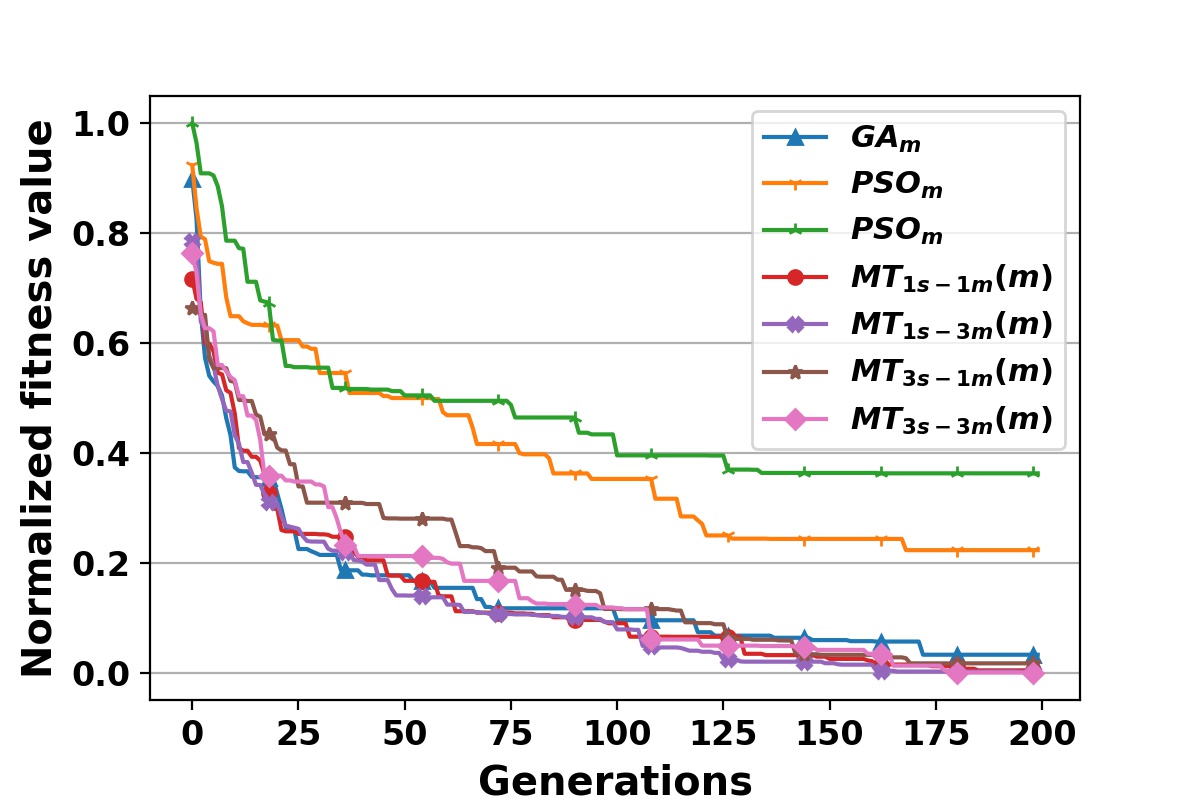 Normalized fitness value
1.0
0.8
0.6
0.4
0.2
0.0
GAₘ
PSOₘ
PSOₘ
MT₁ₛ₋₁ₘ(m)
MT₁ₛ₋₃ₘ(m)
MT₃ₛ₋₁ₘ(m)
MT₃ₛ₋₃ₘ(m)
0 25 50 75 100 125 150 175 200
Generations